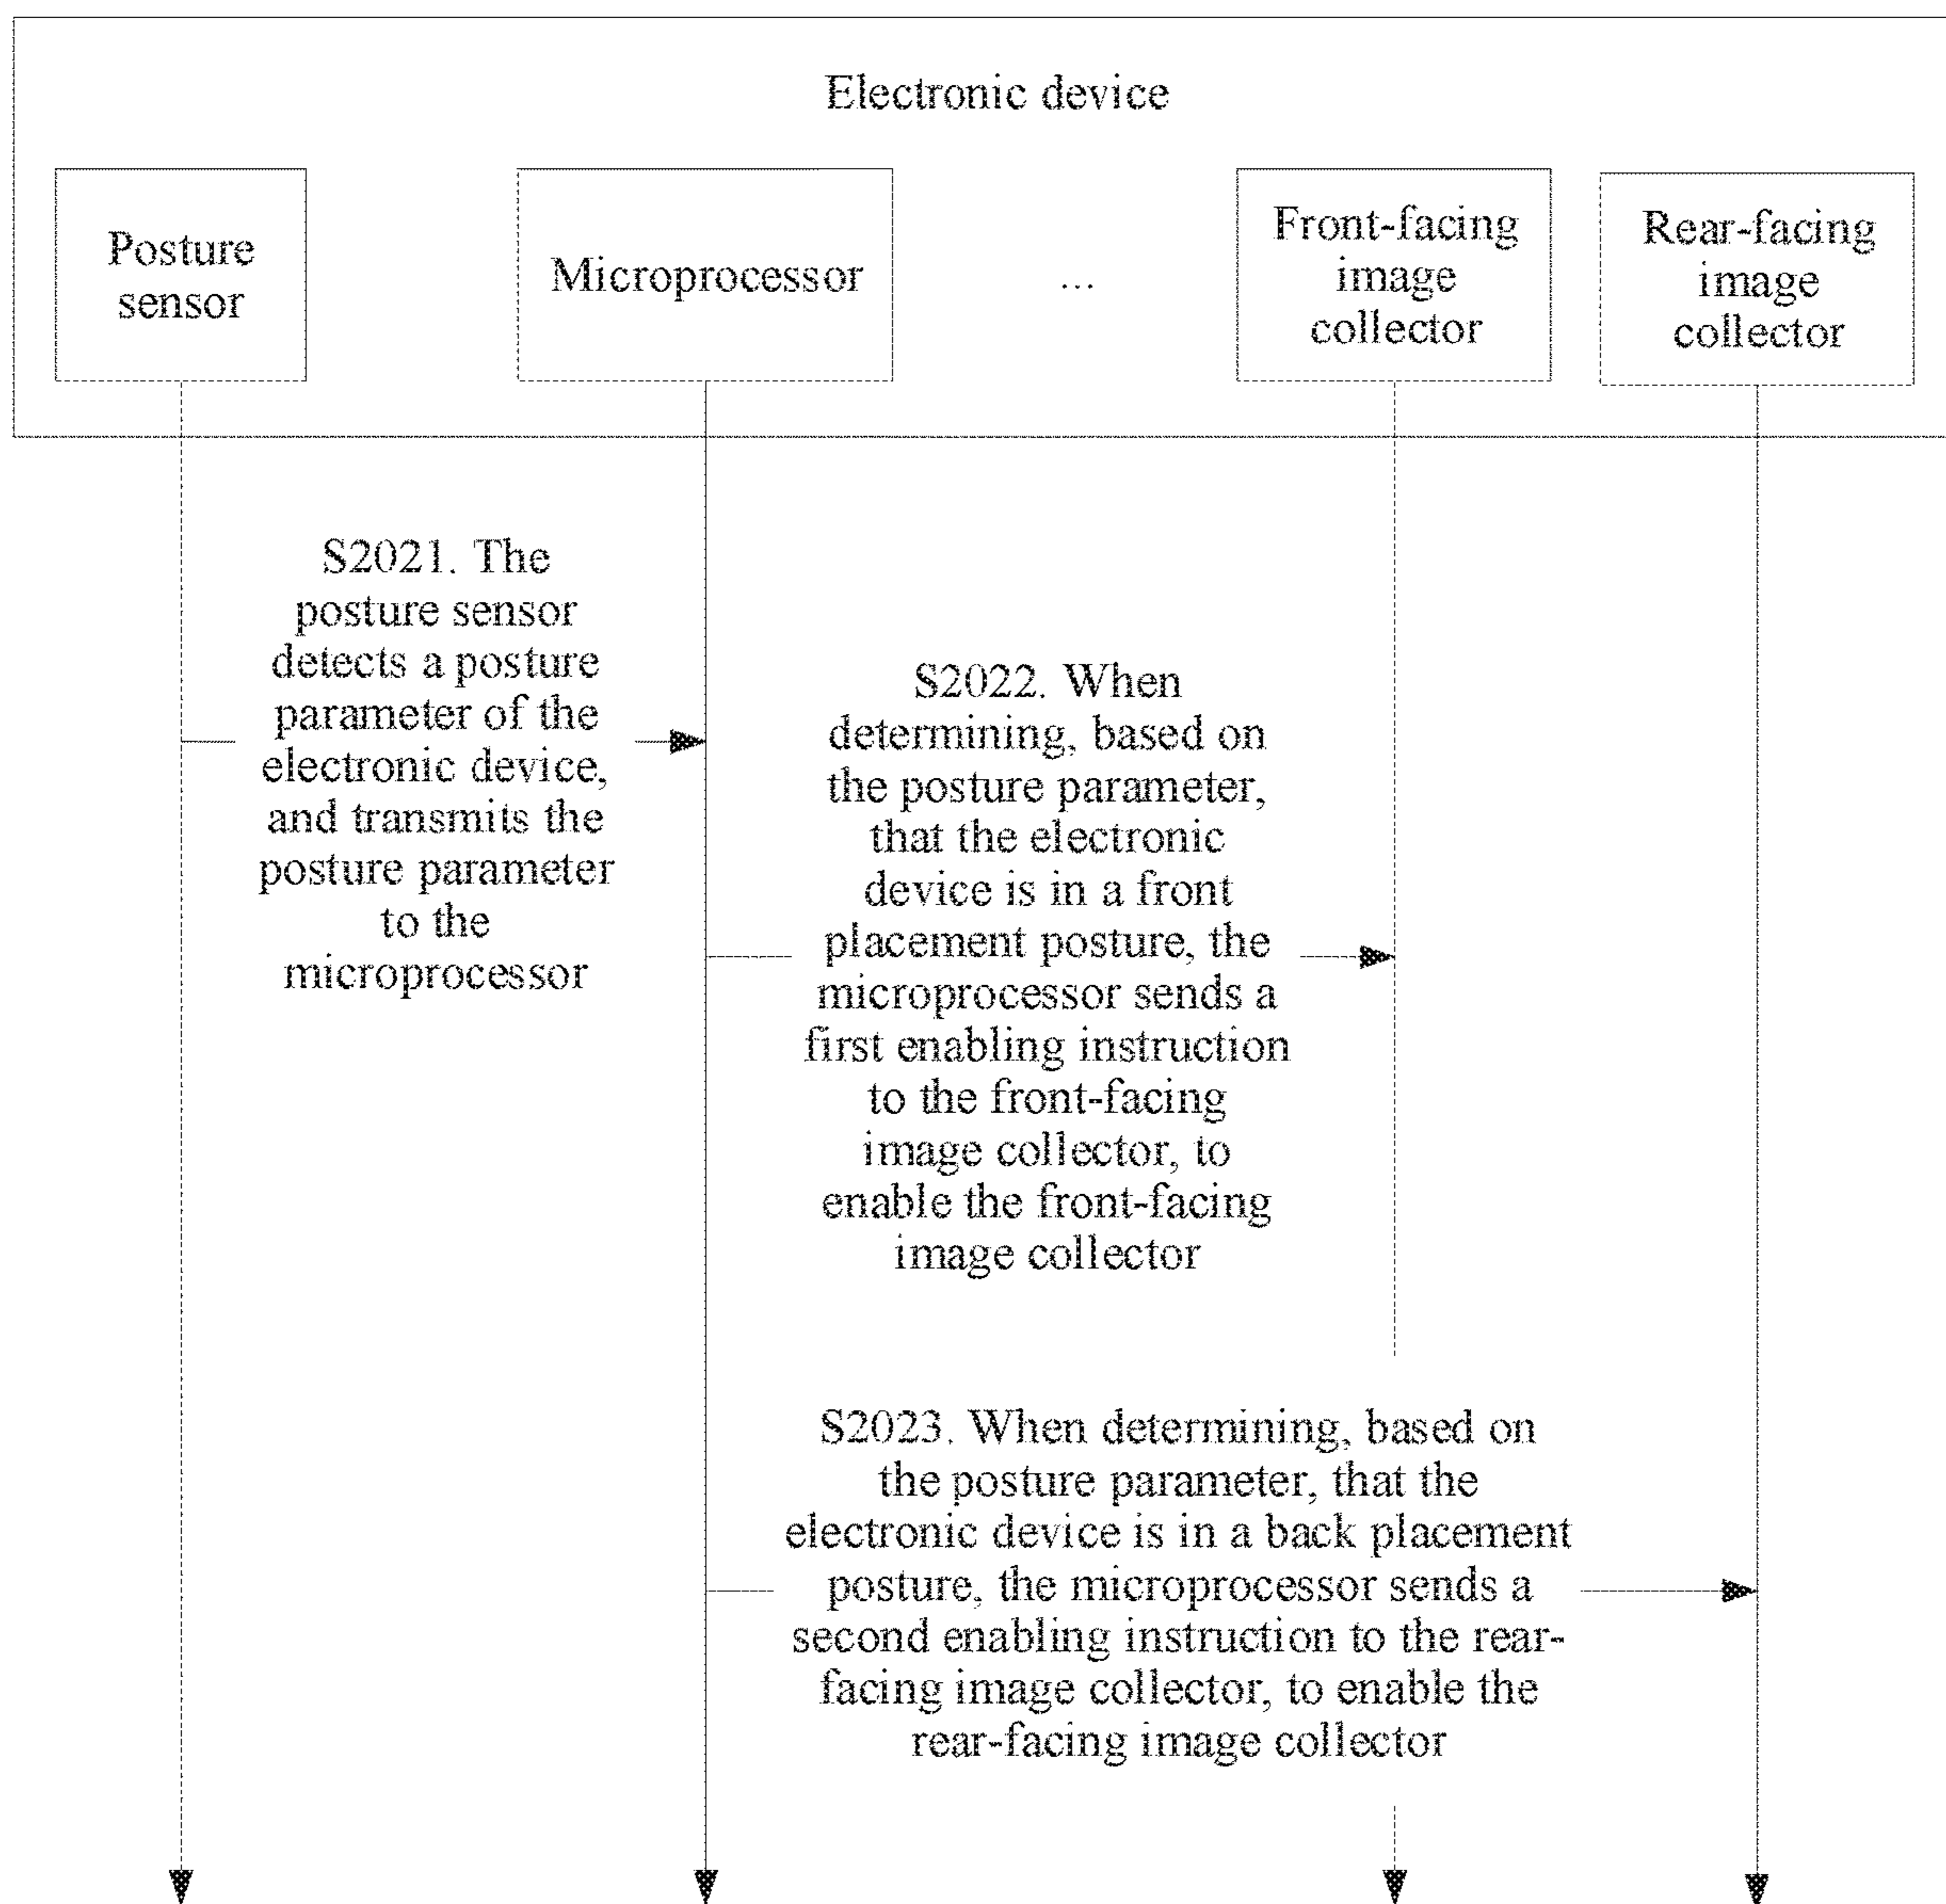 Electronic device
Posture
sensor
Microprocessor
...
Front-facing
image
collector
Rear-facing
image
collector
S2021. The
posture sensor
detects a posture
parameter of the
electronic device,
and transmits the
posture parameter
to the
microprocessor
S2022. When
determining, based on
the posture parameter,
that the electronic
device is in a front
placement posture, the
microprocessor sends a
first enabling instruction
to the front-facing
image collector, to
enable the front-facing
image collector
S2023. When determining, based on
the posture parameter, that the
electronic device is in a back placement
posture, the microprocessor sends a
second enabling instruction to the rear-
facing image collector, to enable the
rear-facing image collector